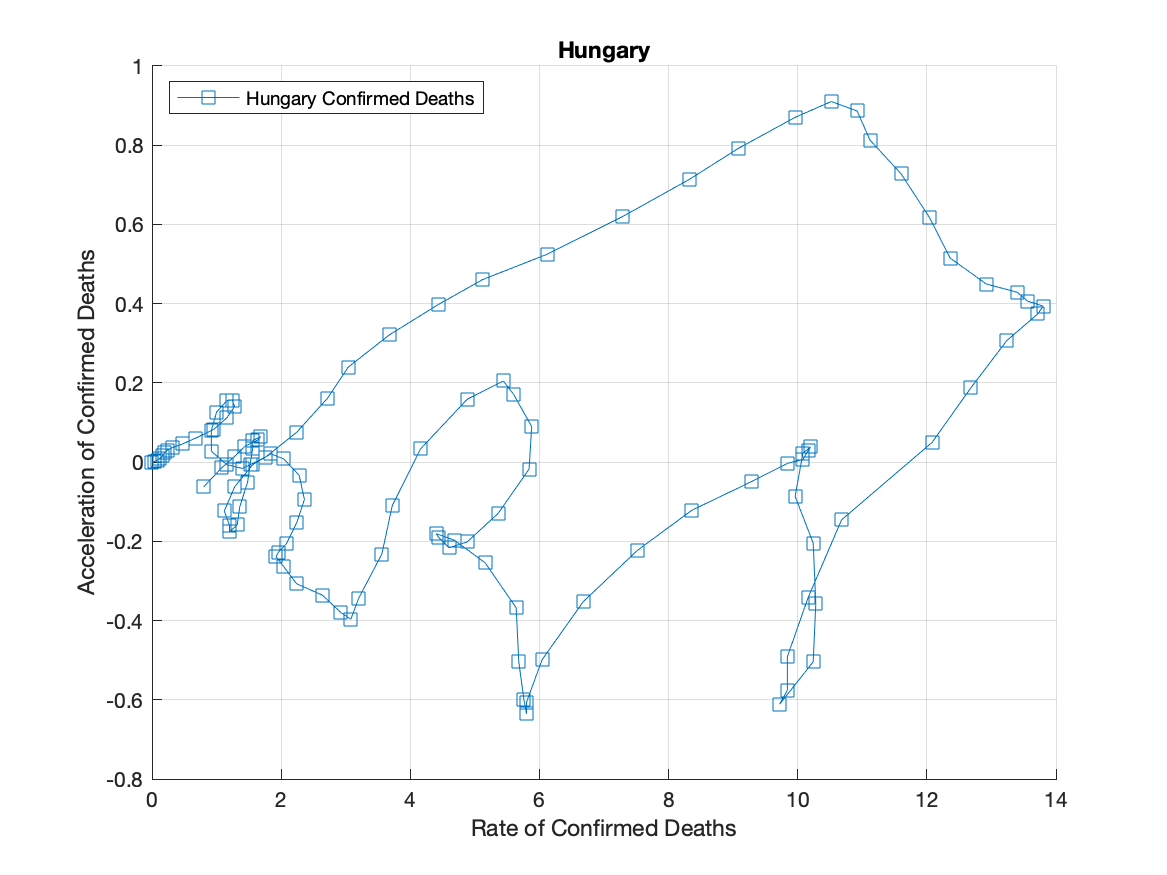 Hungary
Hungary Confirmed Deaths
Acceleration of Confirmed Deaths
1
0.8
0.6
0.4
0.2
0
-0.2
-0.4
-0.6
-0.8
0 2 4 6 8 10 12 14
Rate of Confirmed Deaths